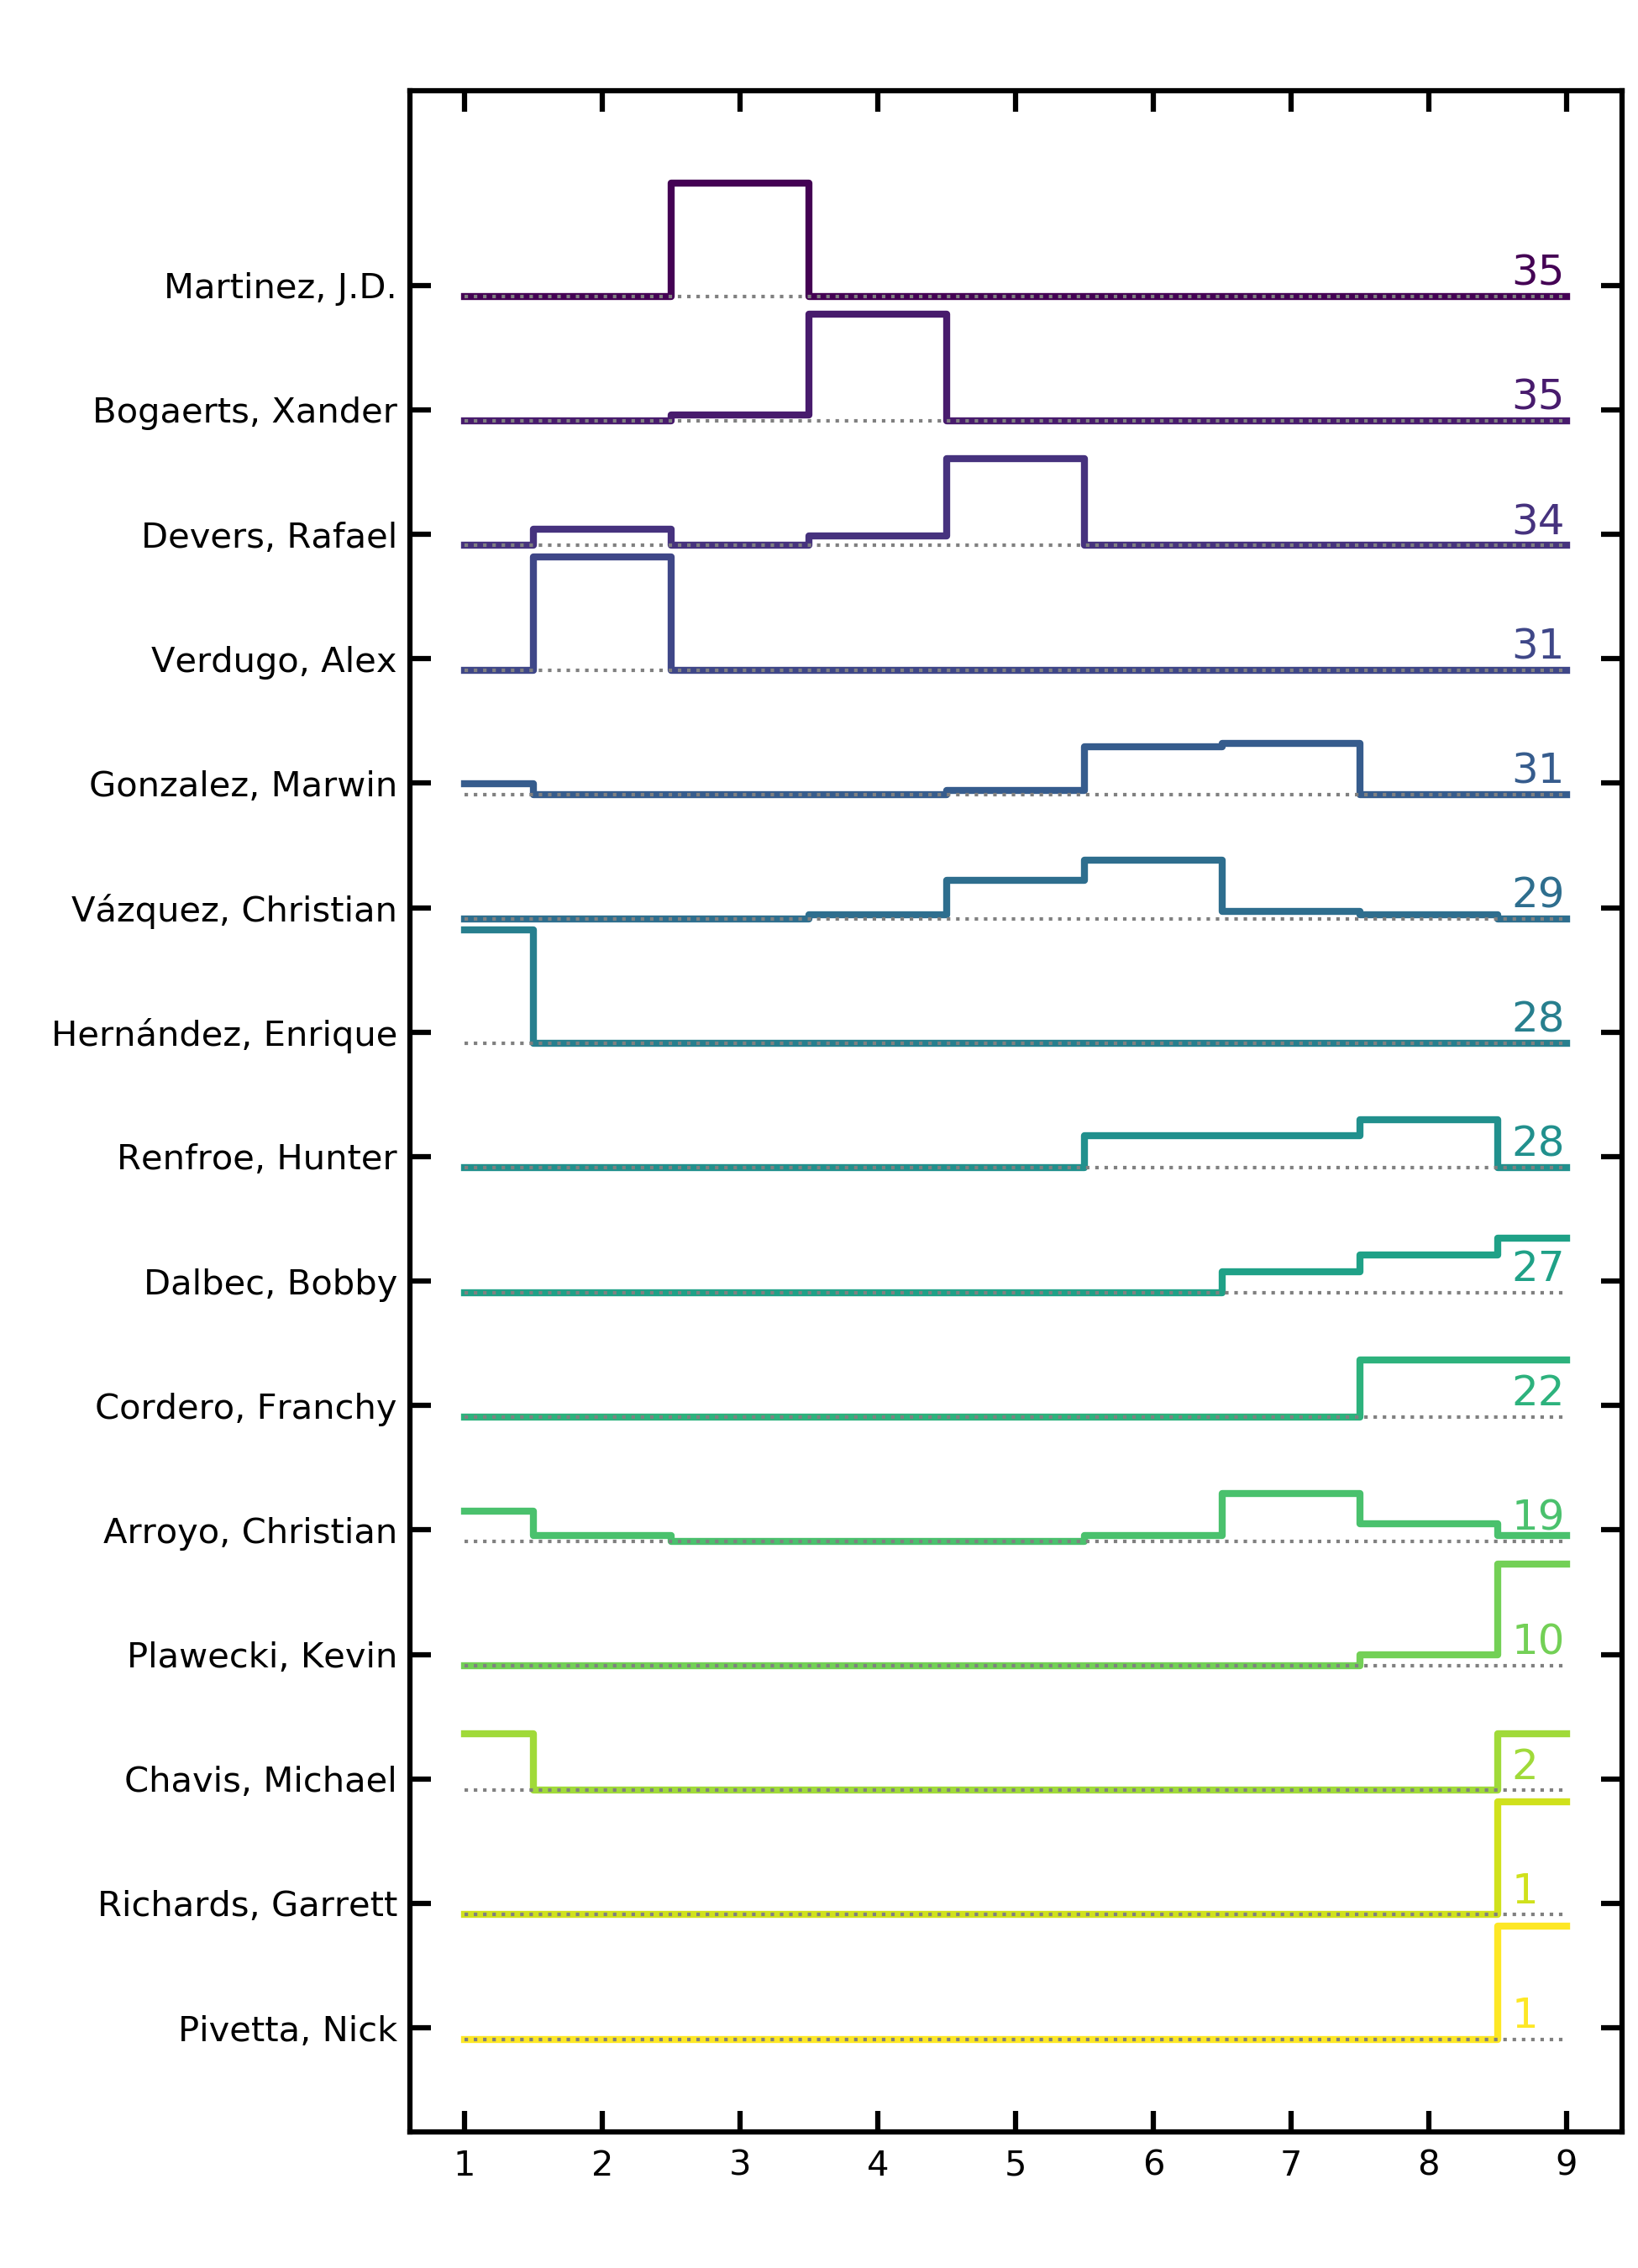 Martinez, J.D. 35
Bogaerts, Xander 35
Devers, Rafael 34
Verdugo, Alex 31
Gonzalez, Marwin 31
Vázquez, Christian 29
Hernández, Enrique 28
Renfroe, Hunter 28
Dalbec, Bobby 27
Cordero, Franchy 22
Arroyo, Christian 19
Plawecki, Kevin 10
Chavis, Michael 2
Richards, Garrett 1
Pivetta, Nick 1
1 2 3 4 5 6 7 8 9